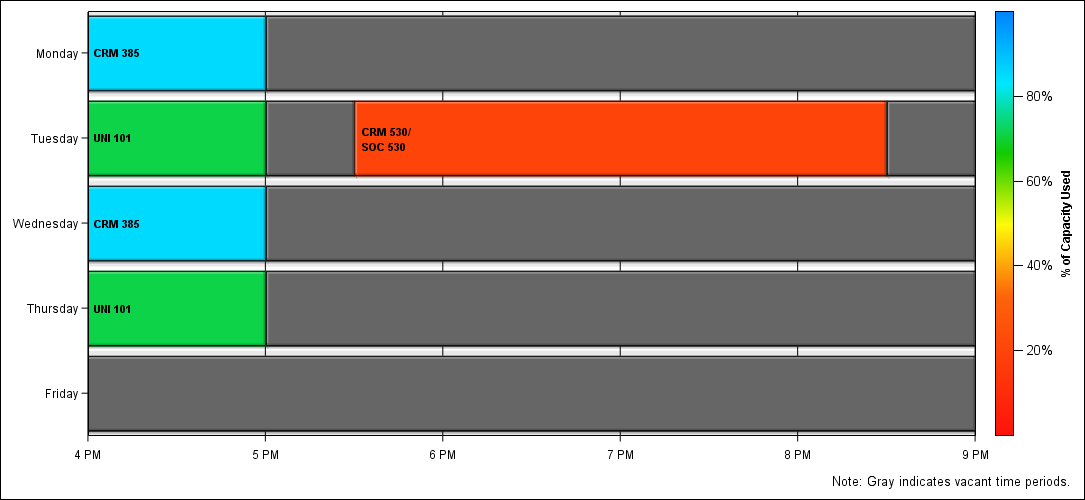 Monday
CRM 385
Tuesday
UNI 101
CRM 530/
SOC 530
Wednesday
CRM 385
Thursday
UNI 101
Friday
4 PM 5 PM 6 PM 7 PM 8 PM 9 PM
80%
60%
40%
20%
% of Capacity Used
Note: Gray indicates vacant time periods.